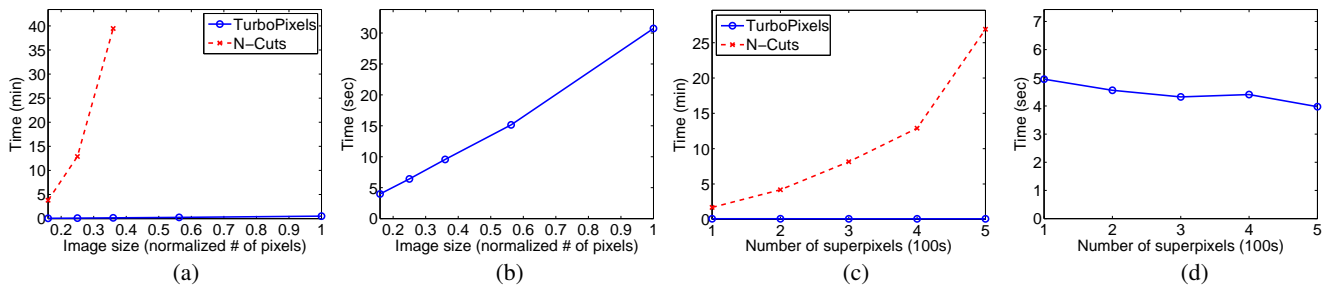 TurboPixels
N-Cuts
Time (min)
40
35
30
25
20
15
10
5
0
0.2 0.3 0.4 0.5 0.6 0.7 0.8 0.9 1
Image size (normalized # of pixels)
(a)
Time (sec)
30
25
20
15
10
5
0
0.2 0.3 0.4 0.5 0.6 0.7 0.8 0.9 1
Image size (normalized # of pixels)
(b)
TurboPixels
N-Cuts
Time (min)
25
20
15
10
5
0
1 2 3 4 5
Number of superpixels (100s)
(c)
Time (sec)
7
6
5
4
3
2
1
0
1 2 3 4 5
Number of superpixels (100s)
(d)